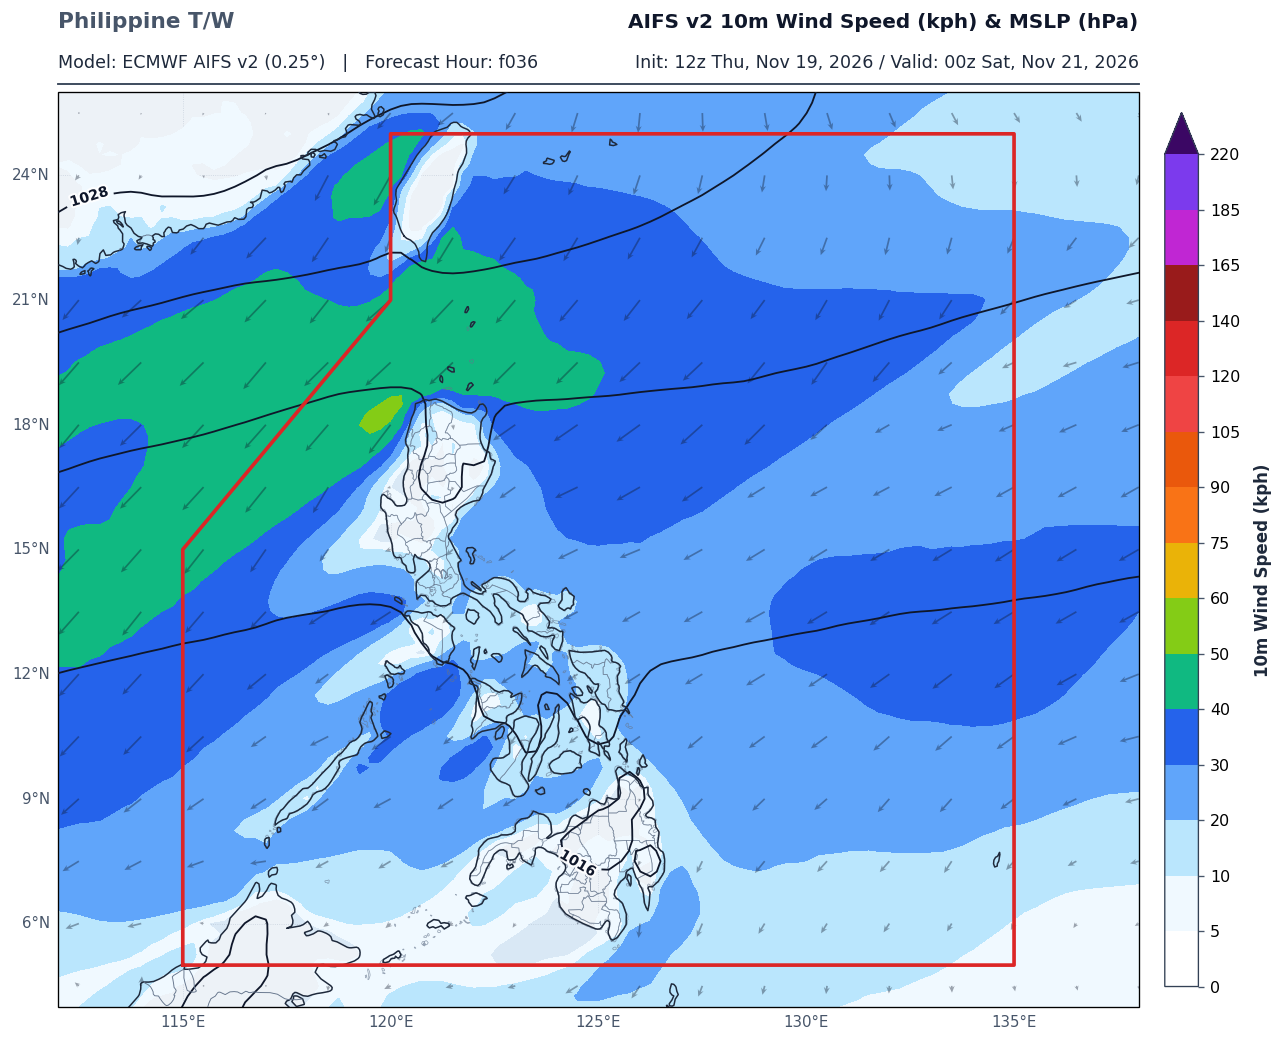 Philippine T/W
AIFS v2 10m Wind Speed (kph) & MSLP (hPa)
Model: ECMWF AIFS v2 (0.25°)   |   Forecast Hour: f036
Init: 12z Thu, Nov 19, 2026 / Valid: 00z Sat, Nov 21, 2026
1028
1016
24°N
21°N
18°N
15°N
12°N
9°N
6°N
115°E
120°E
125°E
130°E
135°E
220
185
165
140
120
105
90
75
60
50
40
30
20
10
5
0
10m Wind Speed (kph)